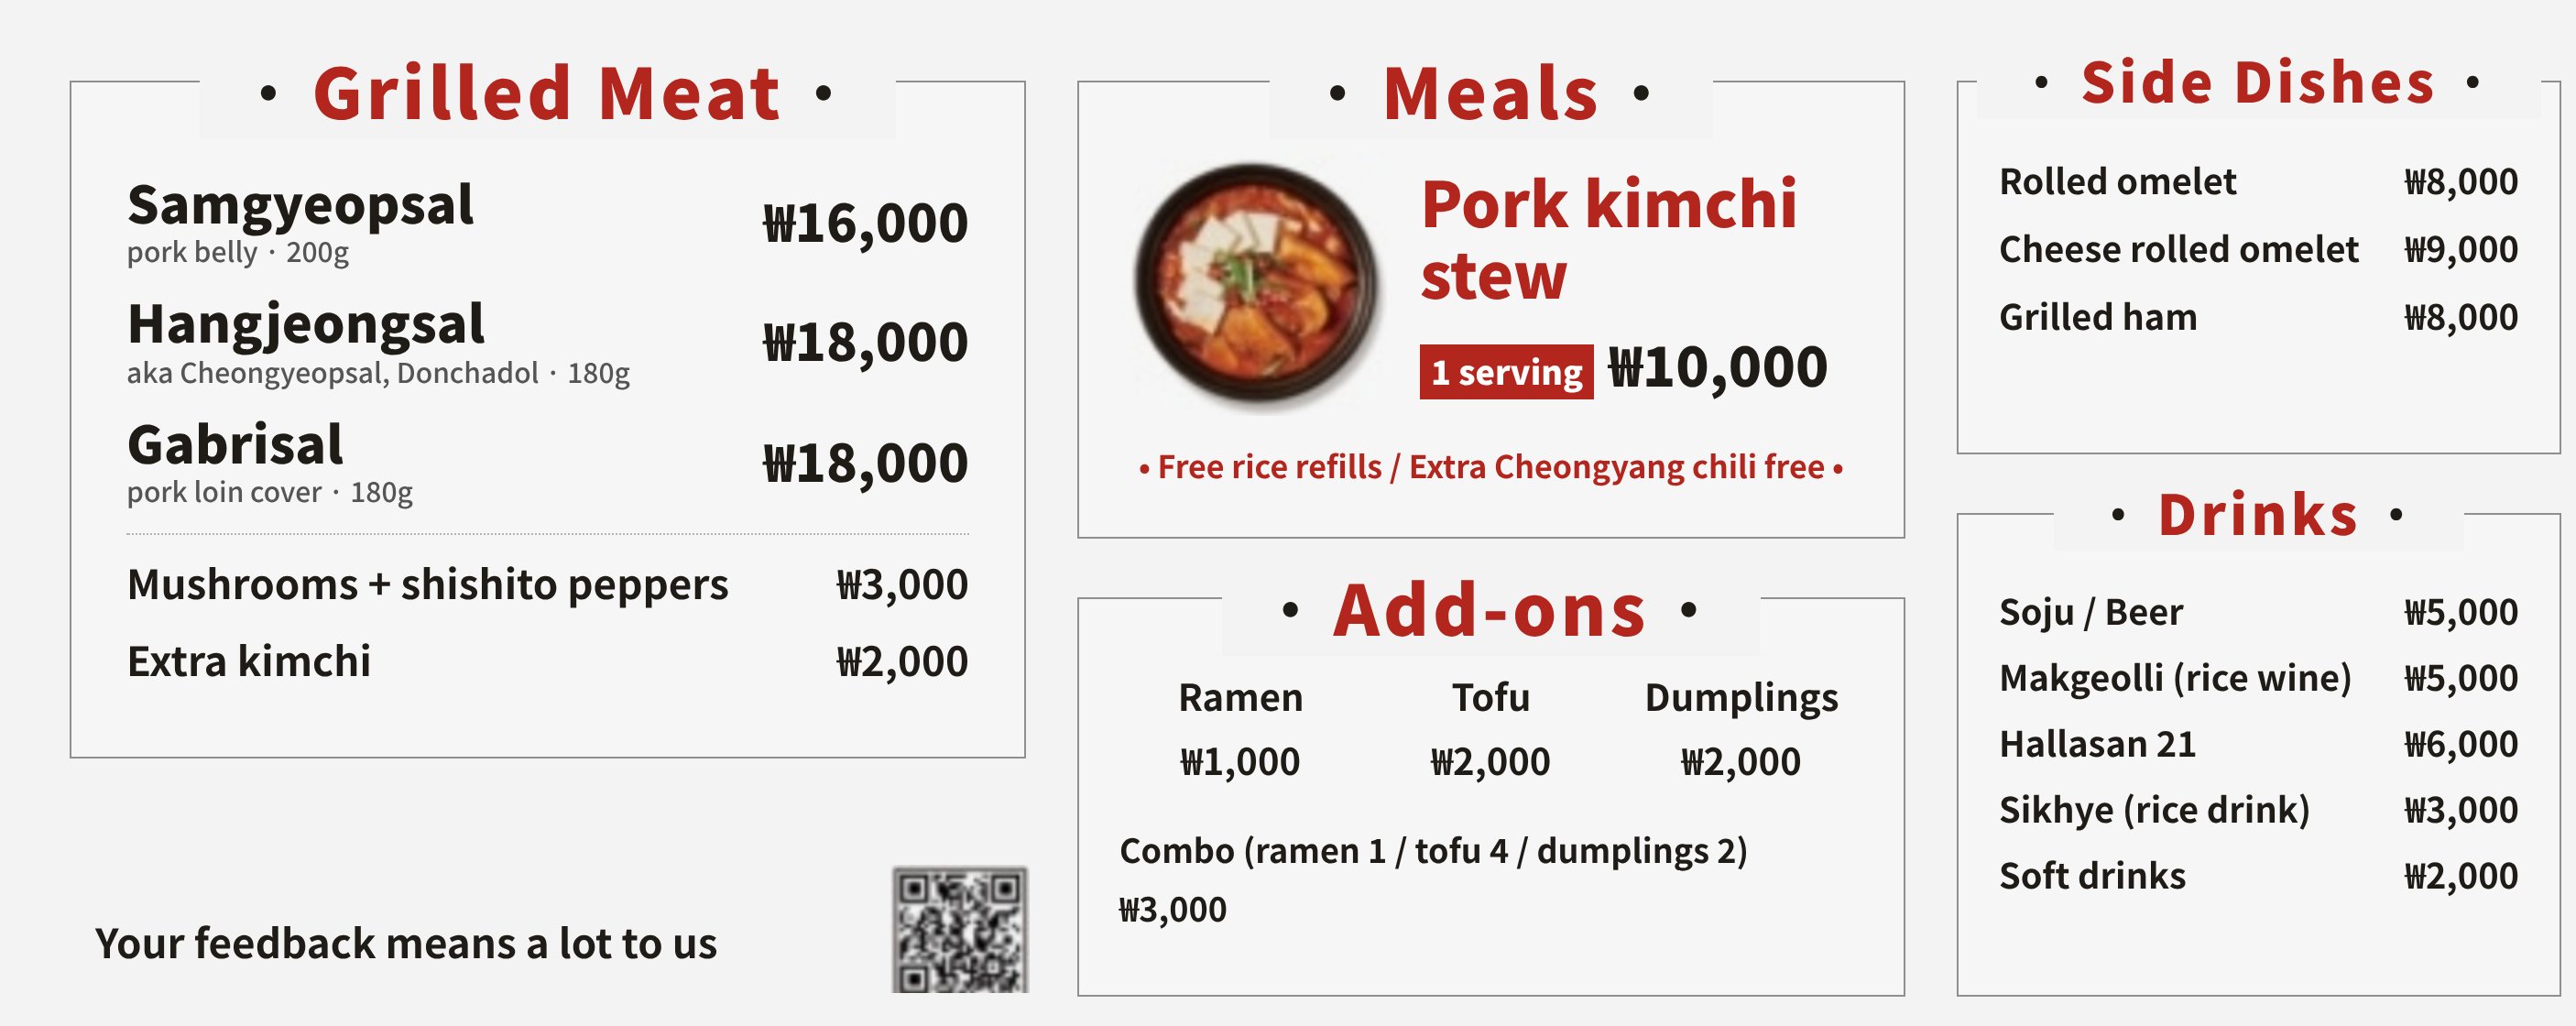 • Grilled Meat •
Samgyeopsal ₩16,000
pork belly · 200g
Hangjeongsal ₩18,000
aka Cheongyeopsal, Donchadol · 180g
Gabrisal ₩18,000
pork loin cover · 180g
Mushrooms + shishito peppers ₩3,000
Extra kimchi ₩2,000
Your feedback means a lot to us
• Meals •
Pork kimchi
stew
1 serving ₩10,000
• Free rice refills / Extra Cheongyang chili free •
• Add-ons •
Ramen Tofu Dumplings
₩1,000 ₩2,000 ₩2,000
Combo (ramen 1 / tofu 4 / dumplings 2)
₩3,000
• Side Dishes •
Rolled omelet ₩8,000
Cheese rolled omelet ₩9,000
Grilled ham ₩8,000
• Drinks •
Soju / Beer ₩5,000
Makgeolli (rice wine) ₩5,000
Hallasan 21 ₩6,000
Sikhye (rice drink) ₩3,000
Soft drinks ₩2,000